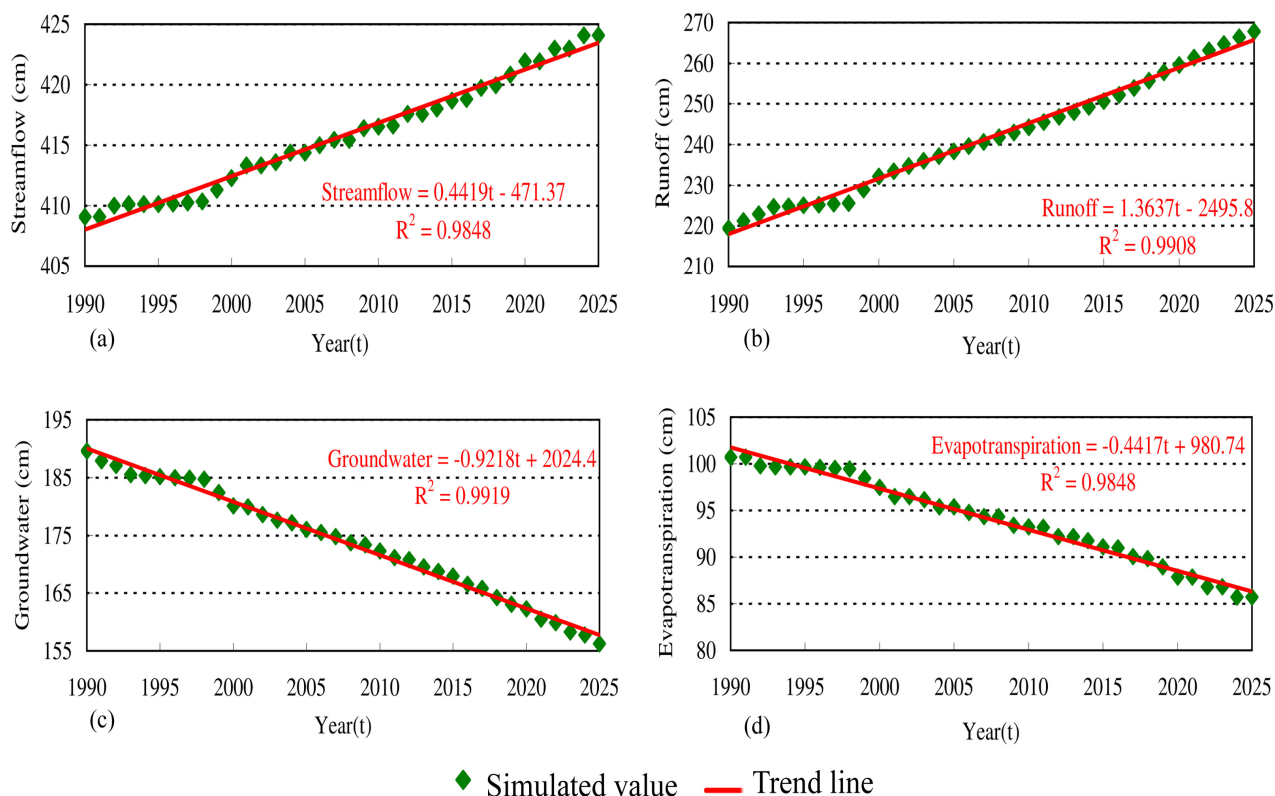 Streamflow (cm)
425
420
415
410
405
Streamflow = 0.4419t - 471.37
R² = 0.9848
1990 1995 2000 2005 2010 2015 2020 2025
(a)
Year(t)
Runoff (cm)
270
260
250
240
230
220
210
Runoff = 1.3637t - 2495.8
R² = 0.9908
1990 1995 2000 2005 2010 2015 2020 2025
(b)
Year(t)
Groundwater (cm)
195
185
175
165
155
Groundwater = -0.9218t + 2024.4
R² = 0.9919
1990 1995 2000 2005 2010 2015 2020 2025
(c)
Year(t)
Evapotranspiration (cm)
105
100
95
90
85
80
Evapotranspiration = -0.4417t + 980.74
R² = 0.9848
1990 1995 2000 2005 2010 2015 2020 2025
(d)
Year(t)
Simulated value Trend line